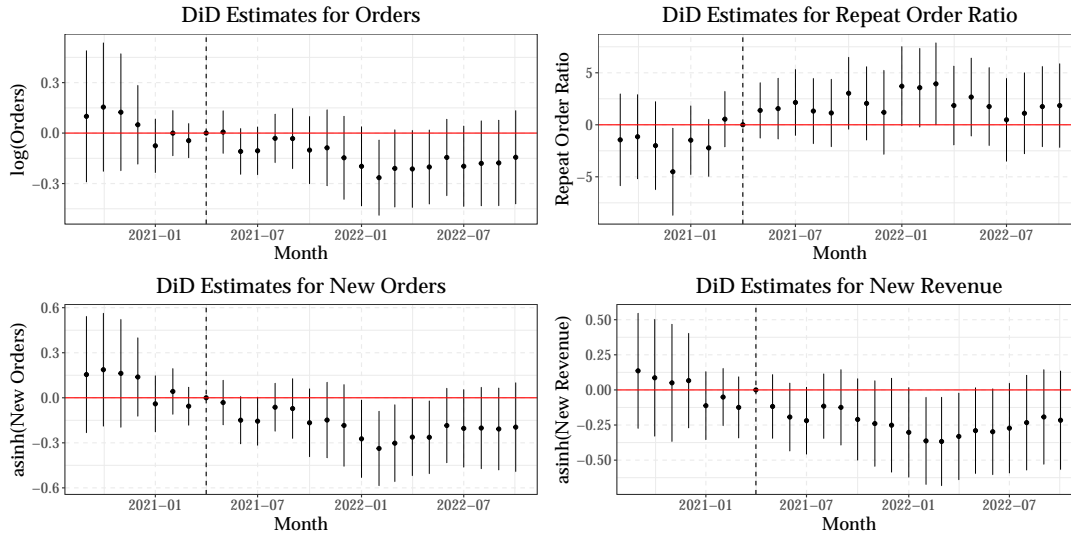 DiD Estimates for Orders
log(Orders)
0.3
0.0
−0.3
2021−01
2021−07
2022−01
2022−07
Month
DiD Estimates for Repeat Order Ratio
Repeat Order Ratio
5
0
−5
2021−01
2021−07
2022−01
2022−07
Month
DiD Estimates for New Orders
asinh(New Orders)
0.6
0.3
0.0
−0.3
−0.6
2021−01
2021−07
2022−01
2022−07
Month
DiD Estimates for New Revenue
asinh(New Revenue)
0.50
0.25
0.00
−0.25
−0.50
2021−01
2021−07
2022−01
2022−07
Month